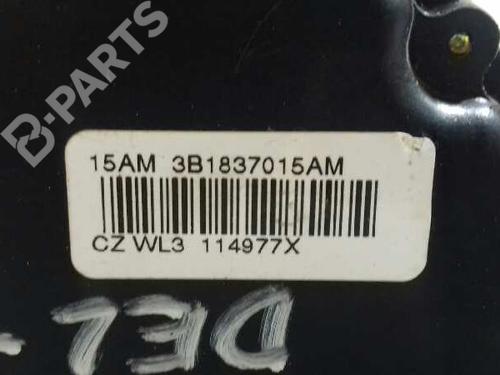 B-PARTS
15AM 3B1837015AM
CZ WL3 114977X
DEL-